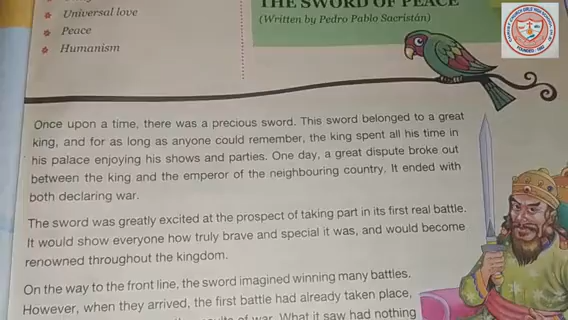 Universal love
Peace
Humanism
THE SWORD OF PEACE
(Written by Pedro Pablo Sacristán)
Once upon a time, there was a precious sword. This sword belonged to a great
king, and for as long as anyone could remember, the king spent all his time in
his palace enjoying his shows and parties. One day, a great dispute broke out
between the king and the emperor of the neighbouring country. It ended with
both declaring war.
The sword was greatly excited at the prospect of taking part in its first real battle.
It would show everyone how truly brave and special it was, and would become
renowned throughout the kingdom.
On the way to the front line, the sword imagined winning many battles.
However, when they arrived, the first battle had already taken place,
of war. What it saw had nothing